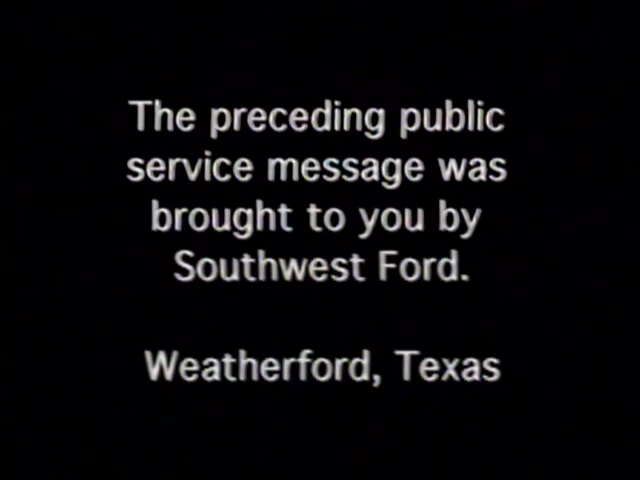 The preceding public
service message was
brought to you by
Southwest Ford.
Weatherford, Texas